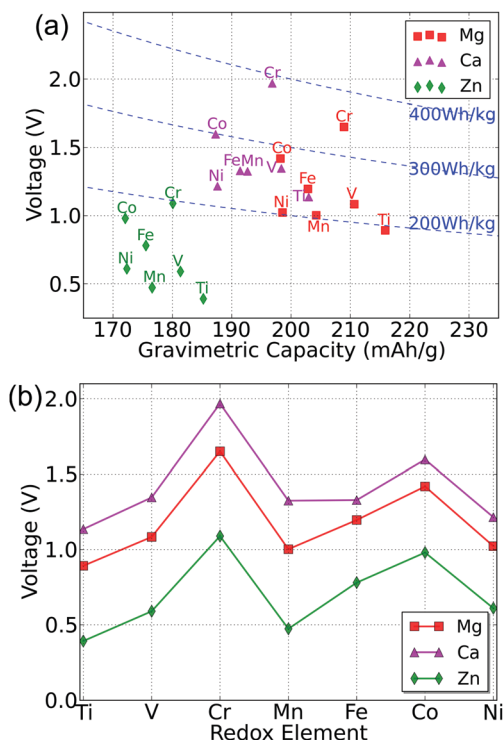 (a)
Mg
Ca
Zn
2.0
1.5
1.0
0.5
Voltage (V)
Cr
Cr
400Wh/kg
Co
Co
300Wh/kg
FeMn
V
Fe
Ni
Ti
V
Cr
Ni
Mn
Ti
200Wh/kg
Co
Fe
Ni
V
Mn
Ti
170 180 190 200 210 220 230
Gravimetric Capacity (mAh/g)
(b)
2.0
1.5
1.0
0.5
0.0
Voltage (V)
Mg
Ca
Zn
Ti V Cr Mn Fe Co Ni
Redox Element